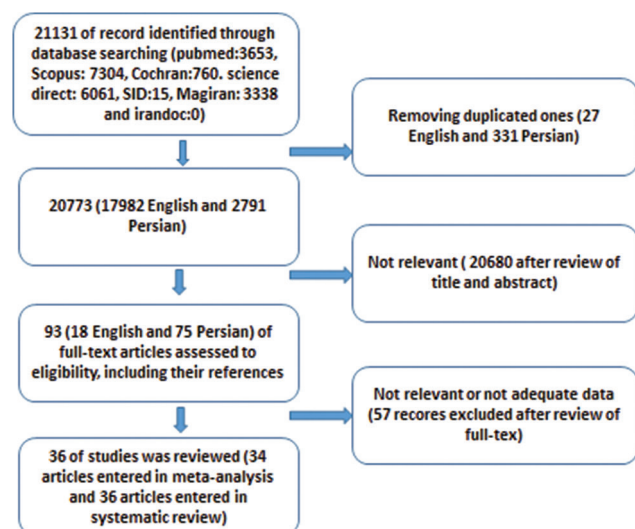 21131 of record identified through
database searching (pubmed:3653,
Scopus: 7304, Cochran:760. science
direct: 6061, SID:15, Magiran: 3338
and irandoc:0)
Removing duplicated ones (27
English and 331 Persian)
20773 (17982 English and 2791
Persian)
Not relevant ( 20680 after review of
title and abstract)
93 (18 English and 75 Persian) of
full-text articles assessed to
eligibility, including their references
Not relevant or not adequate data
(57 recores excluded after review of
full-tex)
36 of studies was reviewed (34
articles entered in meta-analysis
and 36 articles entered in
systematic review)